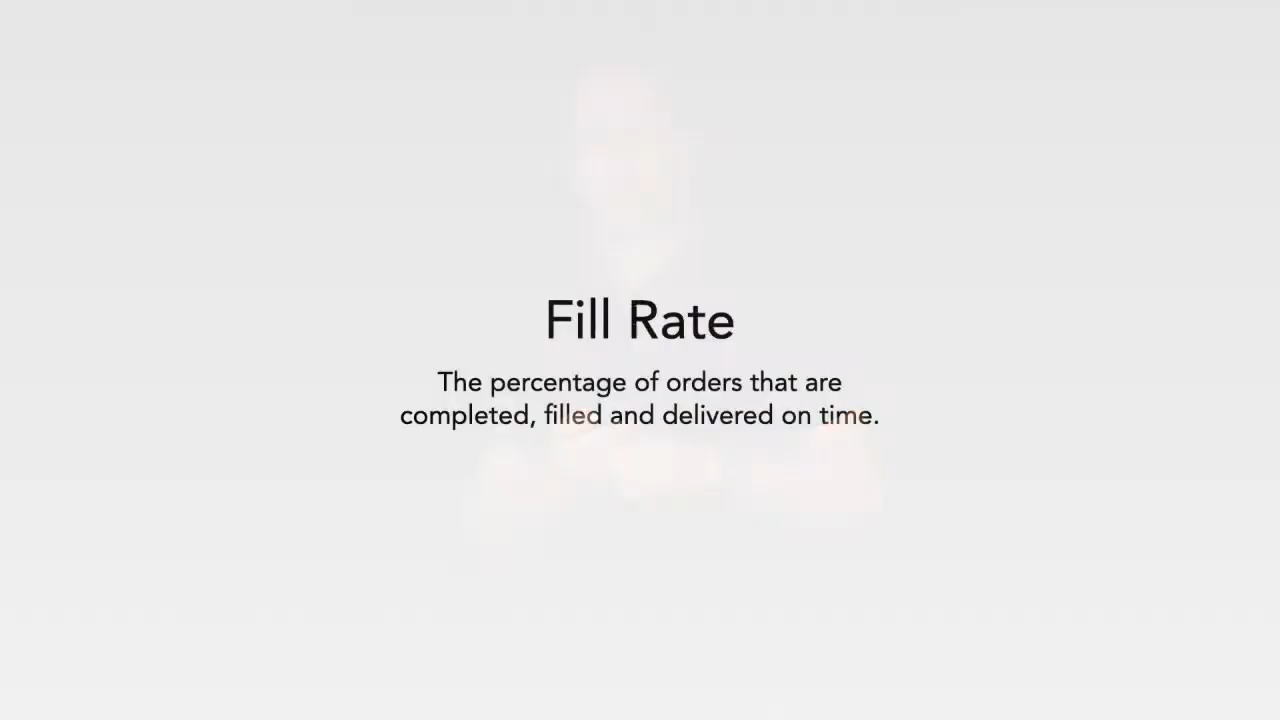 Fill Rate
The percentage of orders that are
completed, filled and delivered on time.